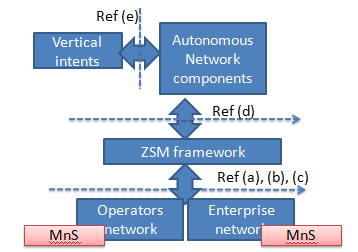 Ref (e)
Vertical
intents
Autonomous
Network
components
Ref (d)
ZSM framework
Ref (a), (b), (c)
Operators
network
Enterprise
network
MnS
MnS